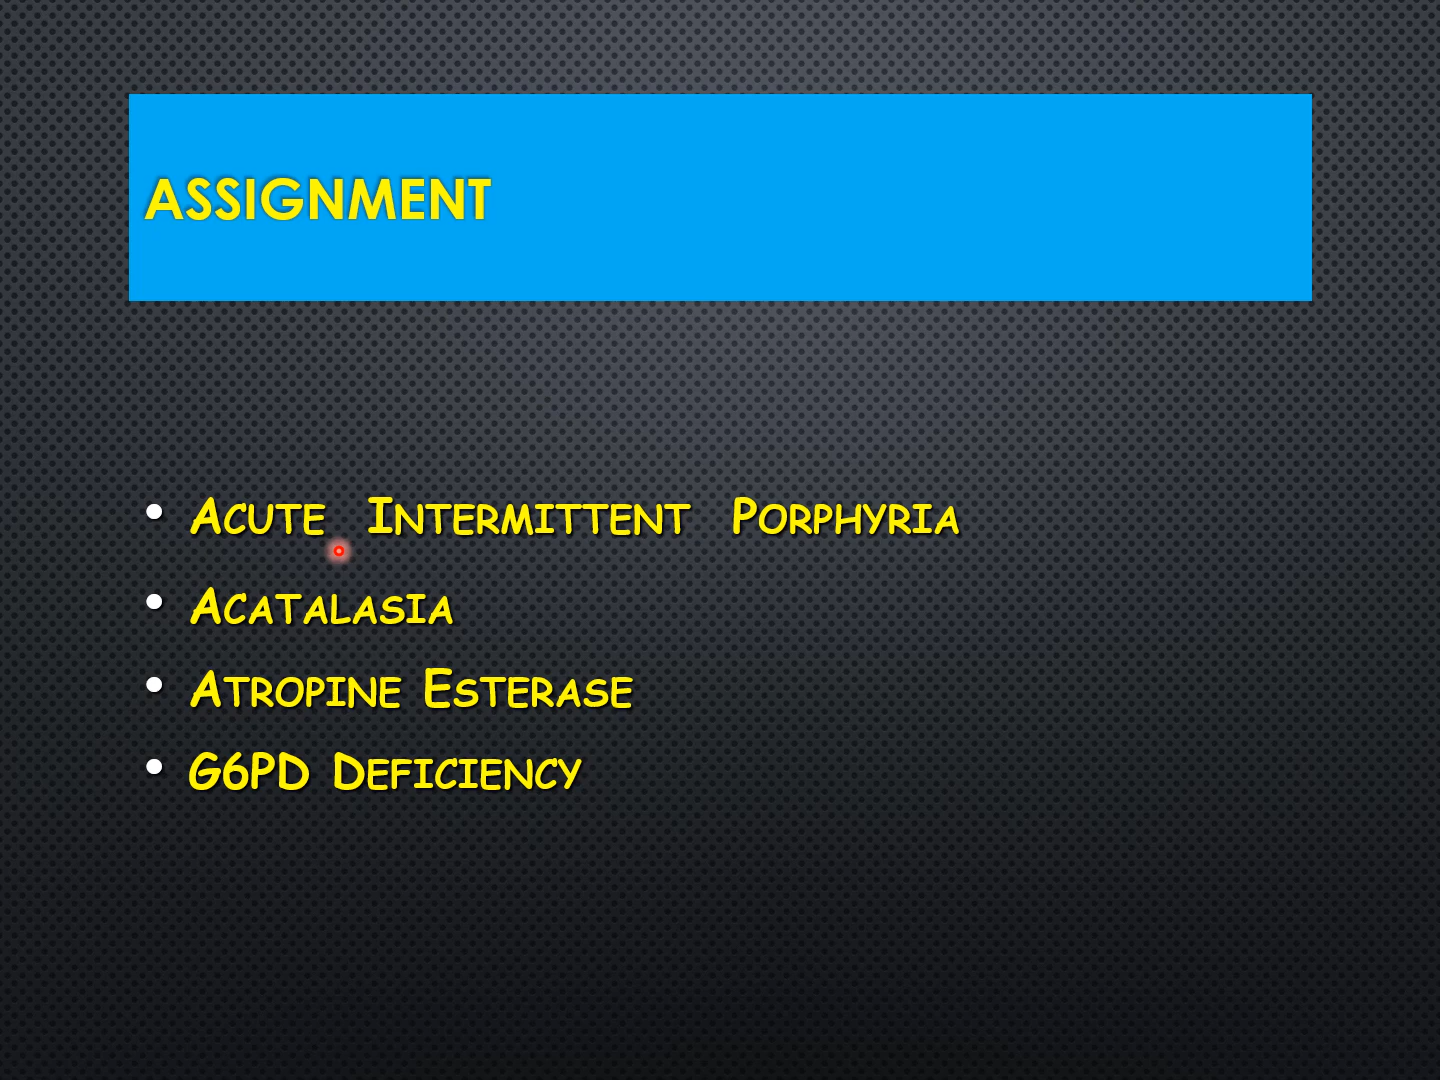 ASSIGNMENT
• Acute Intermittent Porphyria
• Acatalasia
• Atropine Esterase
• G6PD Deficiency